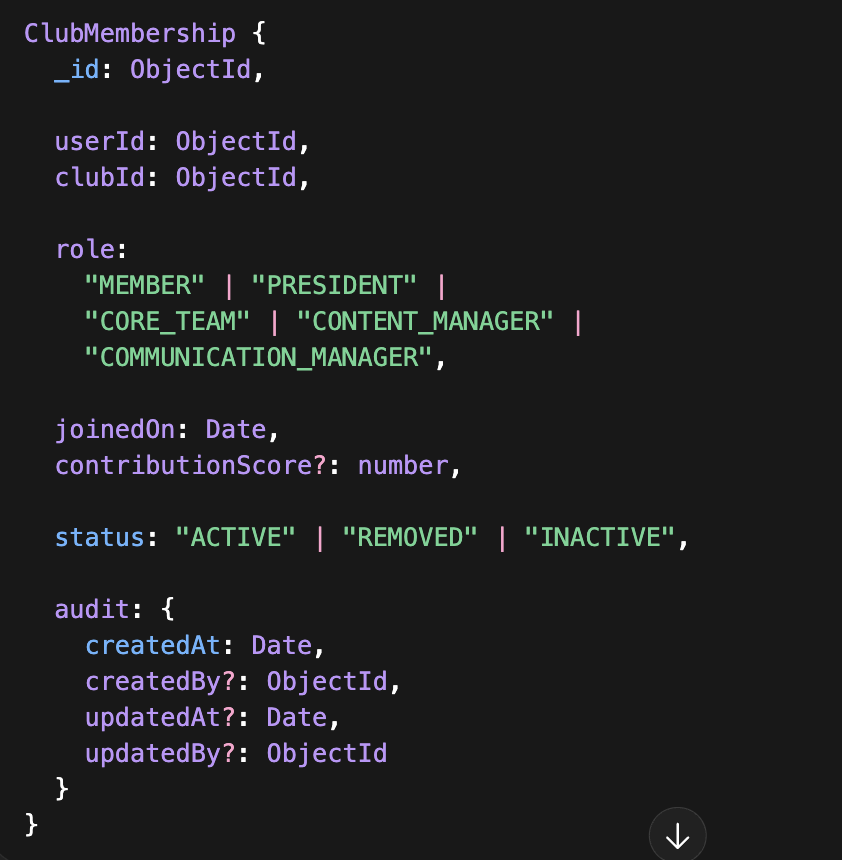 ClubMembership {
  _id: ObjectId,

  userId: ObjectId,
  clubId: ObjectId,

  role:
    "MEMBER" | "PRESIDENT" |
    "CORE_TEAM" | "CONTENT_MANAGER" |
    "COMMUNICATION_MANAGER",

  joinedOn: Date,
  contributionScore?: number,

  status: "ACTIVE" | "REMOVED" | "INACTIVE",

  audit: {
    createdAt: Date,
    createdBy?: ObjectId,
    updatedAt?: Date,
    updatedBy?: ObjectId
  }
}